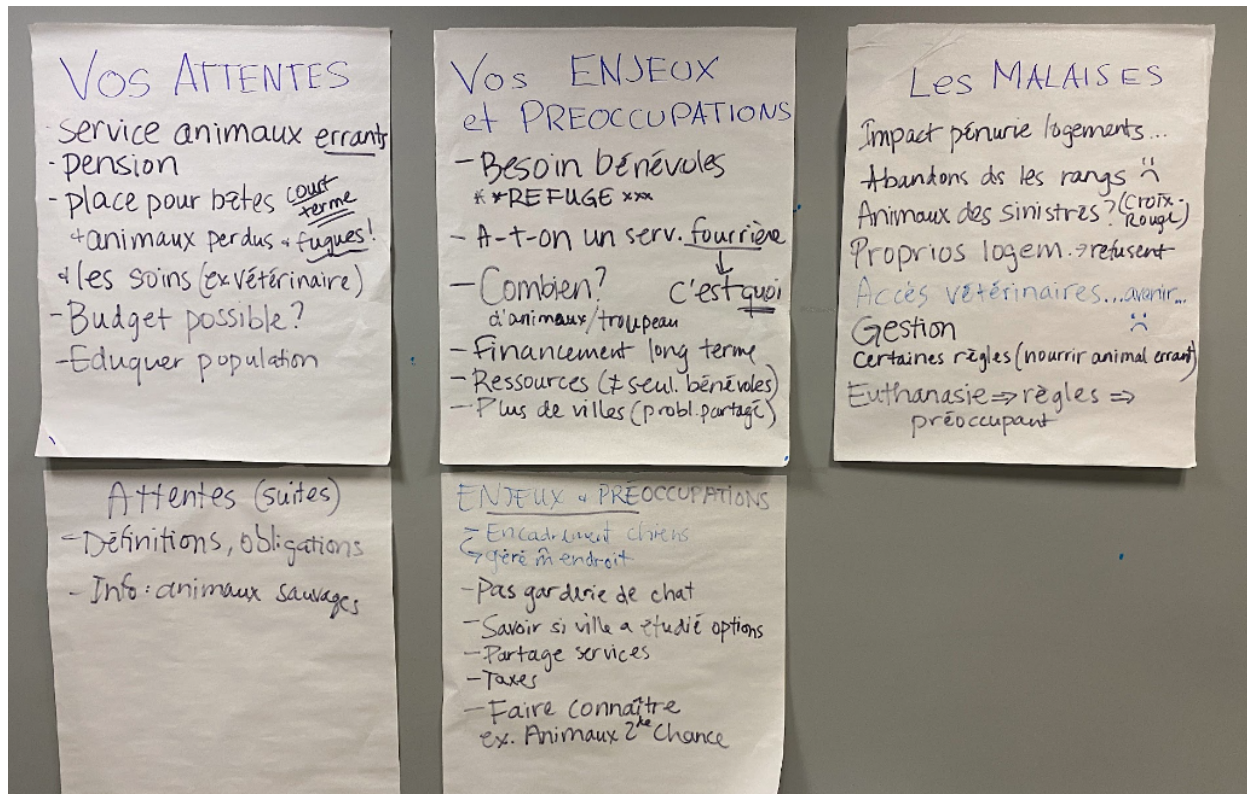 VOS ATTENTES
- service animaux errants
- pension
- place pour bêtes court terme
+ animaux perdus + fugues!
+ les soins (ex vétérinaire)
- Budget possible?
- Eduquer population
Attentes (suites)
- Définitions, obligations
- Info: animaux sauvages
Vos ENJEUX
et PREOCCUPATIONS
- Besoin bénévoles
* *REFUGE ***
- A-t-on un serv. fourrière
↓
- Combien? c'est quoi
d'animaux/troupeau
- Financement long terme
- Ressources (≠ seul. bénévoles)
- Plus de villes (probl. partagé)
ENJEUX + PRÉOCCUPATIONS
- Encadrement chiens
→ géré m̂ endroit
- Pas garderie de chat
- Savoir si ville a étudié options
- Partage services
- Taxes
- Faire connaître
ex. Animaux 2ke Chance
Les MALAISES
Impact pénurie logements...
Abandons ds les rangs :(
Animaux des sinistrés? (Croix-
Rouge)
Proprios logem. → refusent
Accès vétérinaires...avenir...
:(
Gestion
certaines règles (nourrir animal errant)
Euthanasie ⇒ règles ⇒
préoccupant